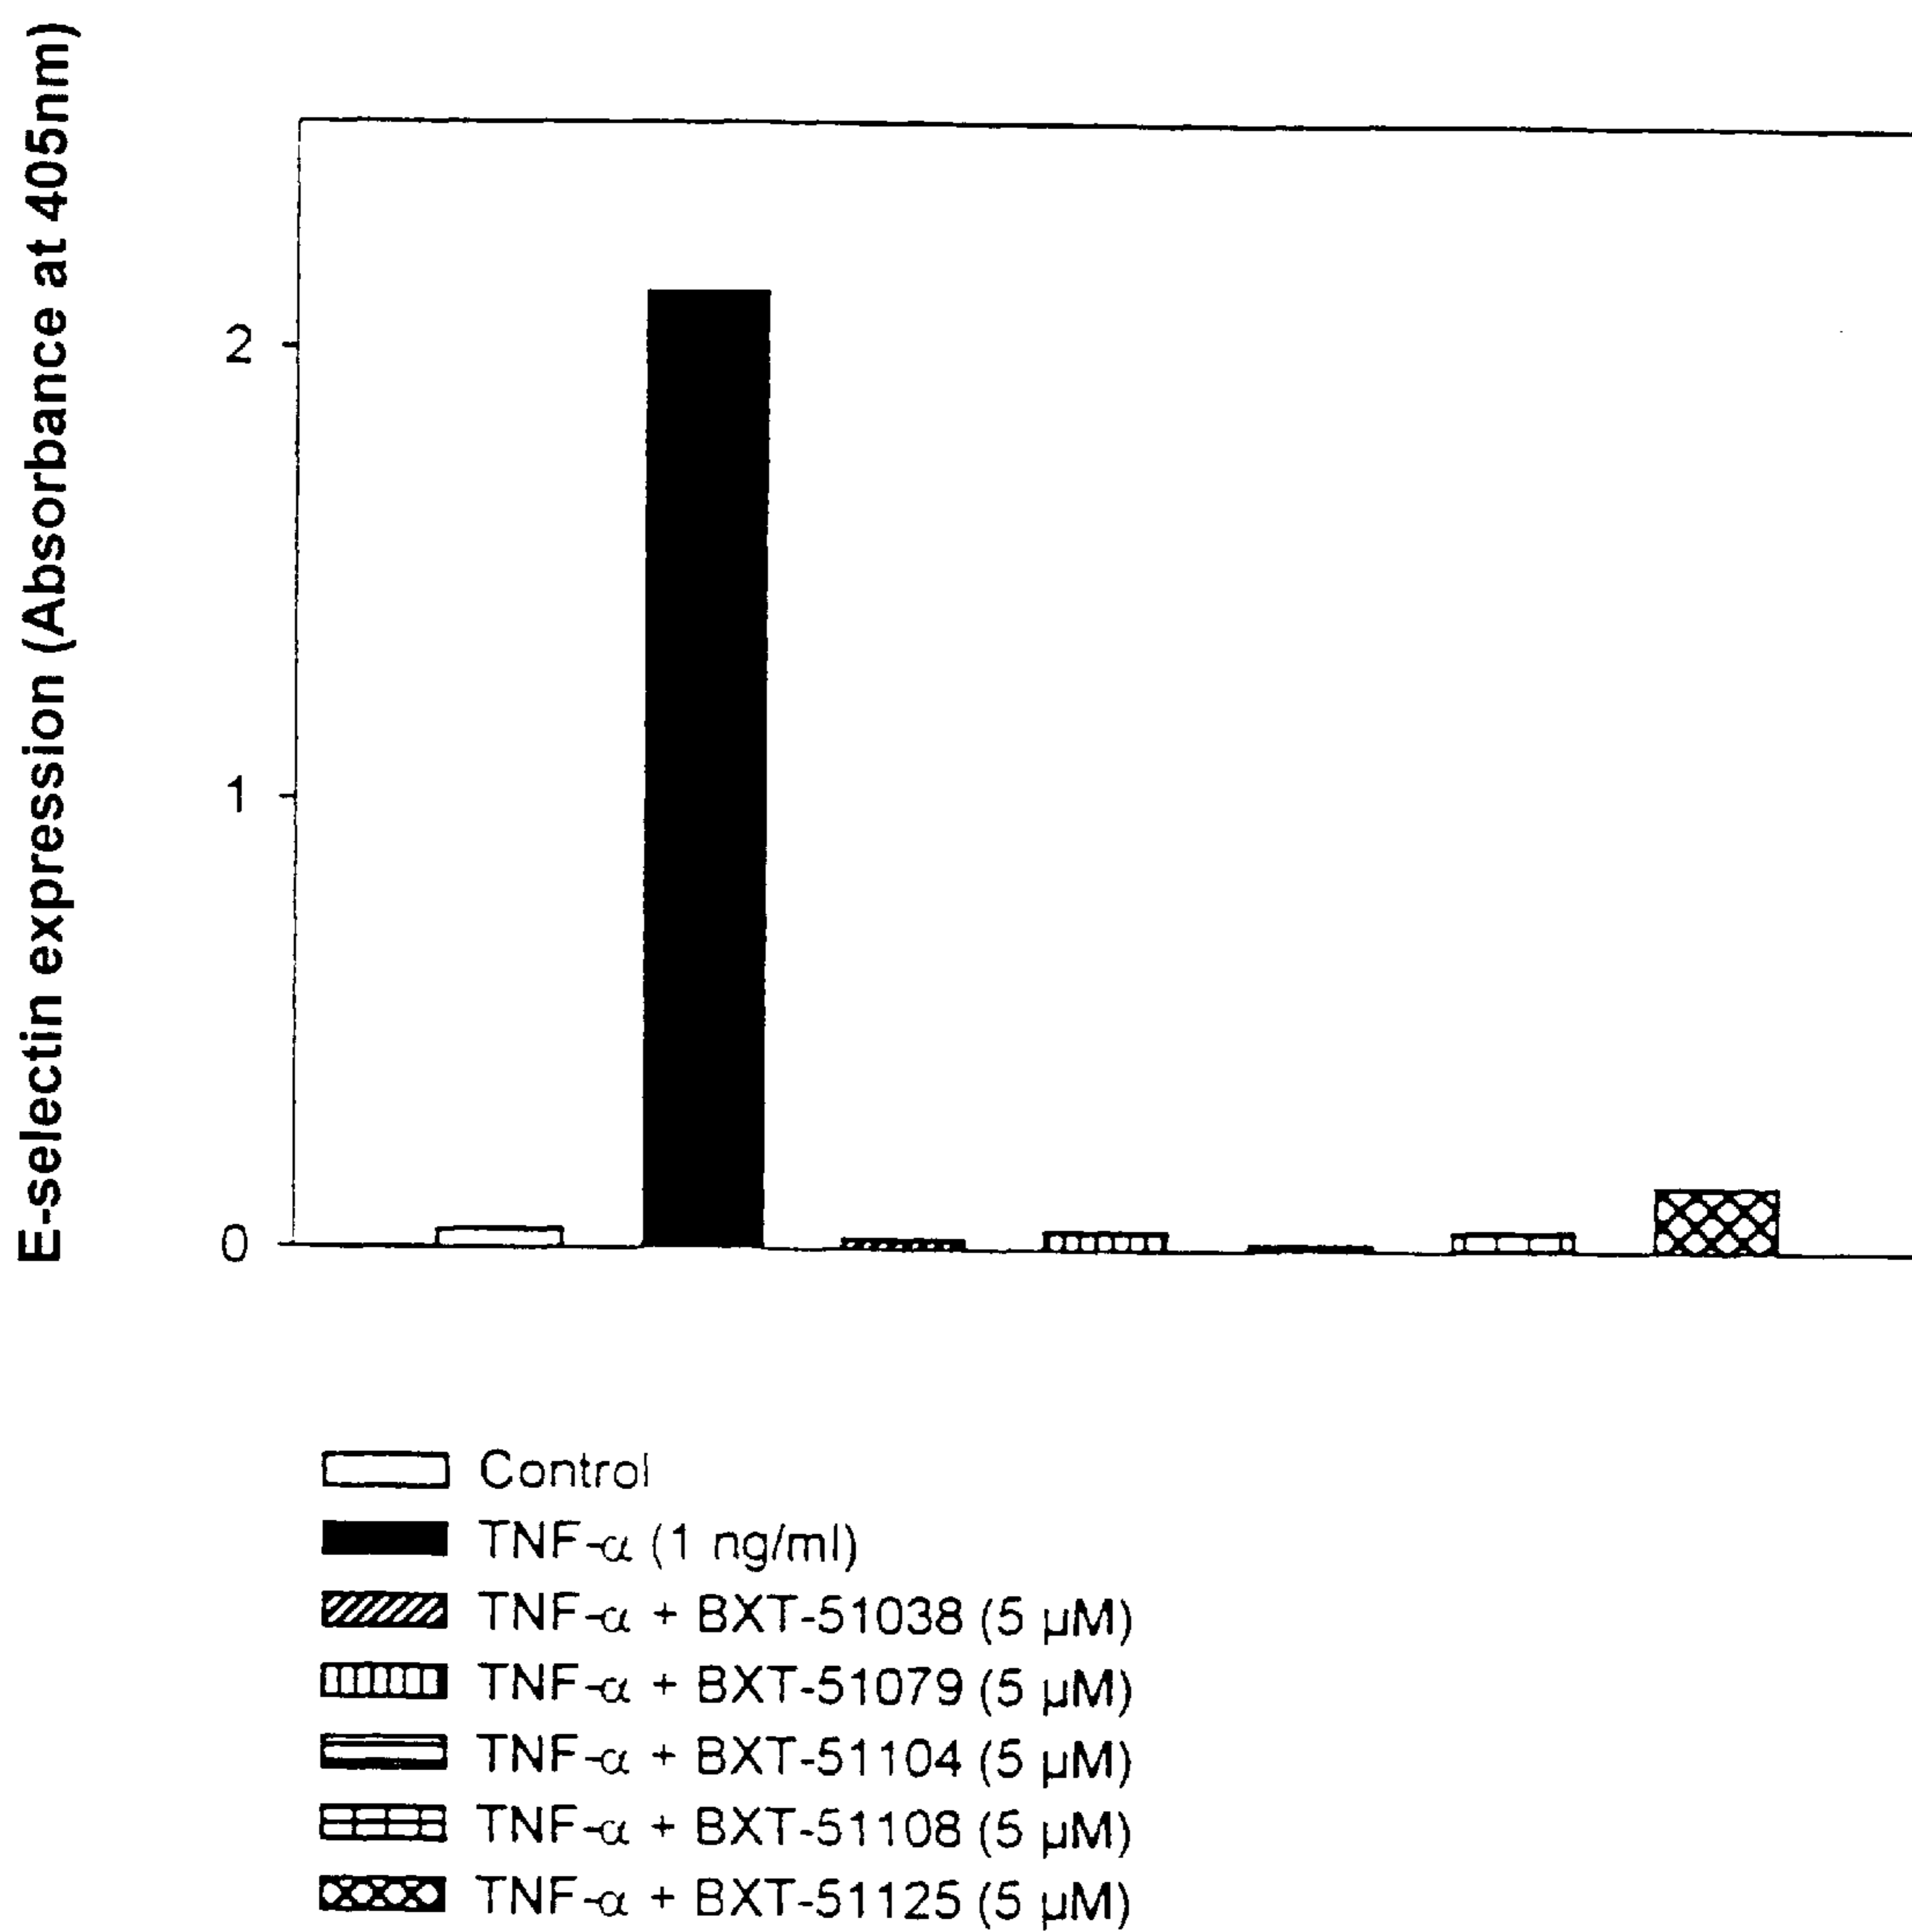 E-selectin expression (Absorbance at 405nm)
2
1
0
Control
TNF-α (1 ng/ml)
TNF-α + BXT-51038 (5 µM)
TNF-α + BXT-51079 (5 µM)
TNF-α + BXT-51104 (5 µM)
TNF-α + BXT-51108 (5 µM)
TNF-α + BXT-51125 (5 µM)